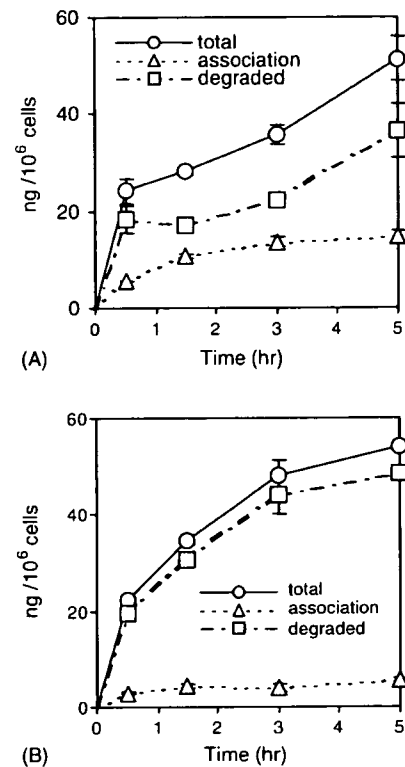 60
total
association
degraded
40
20
0
ng /10⁶ cells
0 1 2 3 4 5
(A)
Time (hr)
60
40
20
0
ng /10⁶ cells
total
association
degraded
0 1 2 3 4 5
(B)
Time (hr)